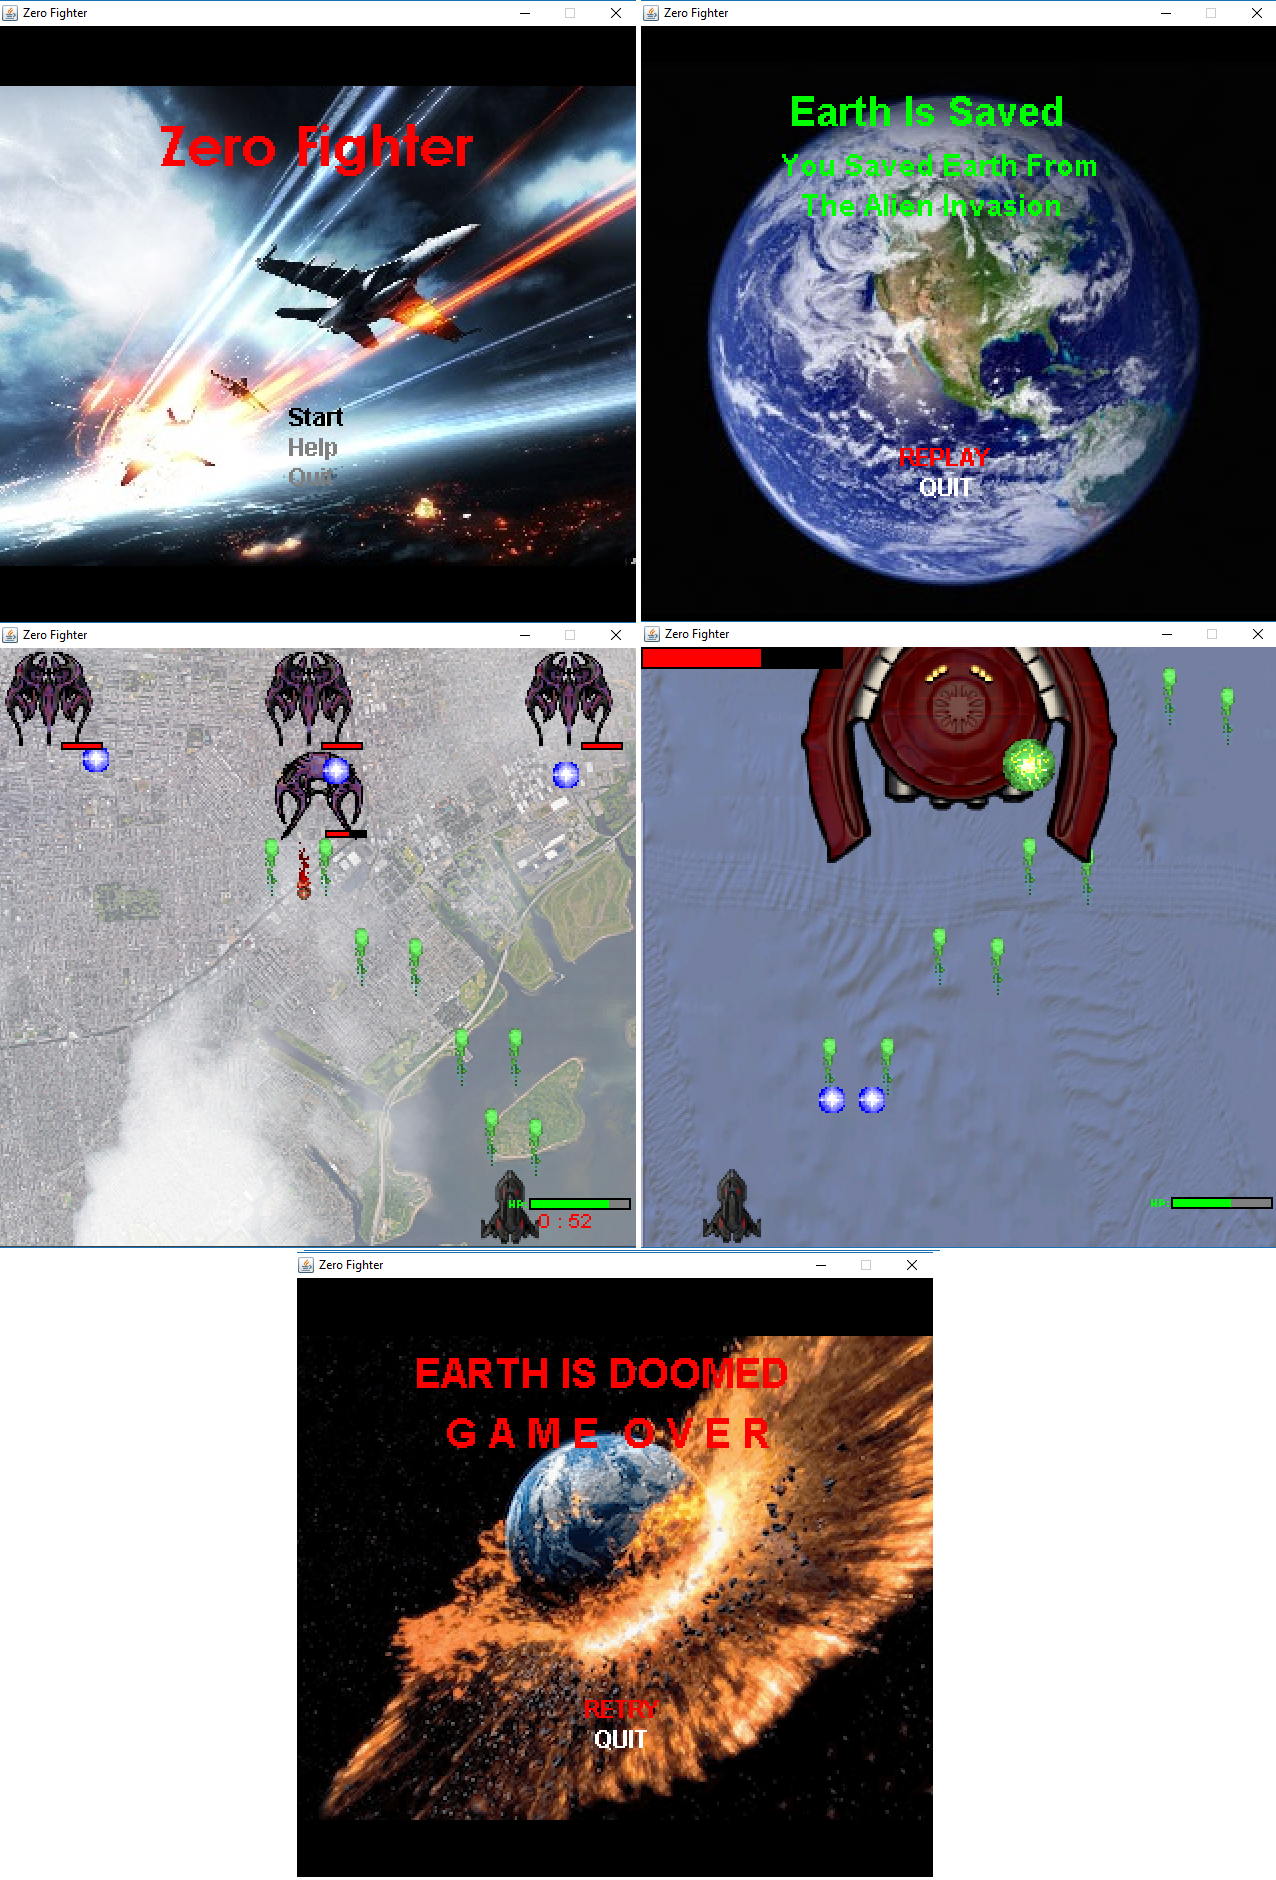 Zero Fighter
Zero Fighter
Start
Help
Quit
Zero Fighter
Earth Is Saved
You Saved Earth From
The Alien Invasion
REPLAY
QUIT
Zero Fighter
HP:
0 : 52
Zero Fighter
HP:
Zero Fighter
EARTH IS DOOMED
G A M E O V E R
RETRY
QUIT